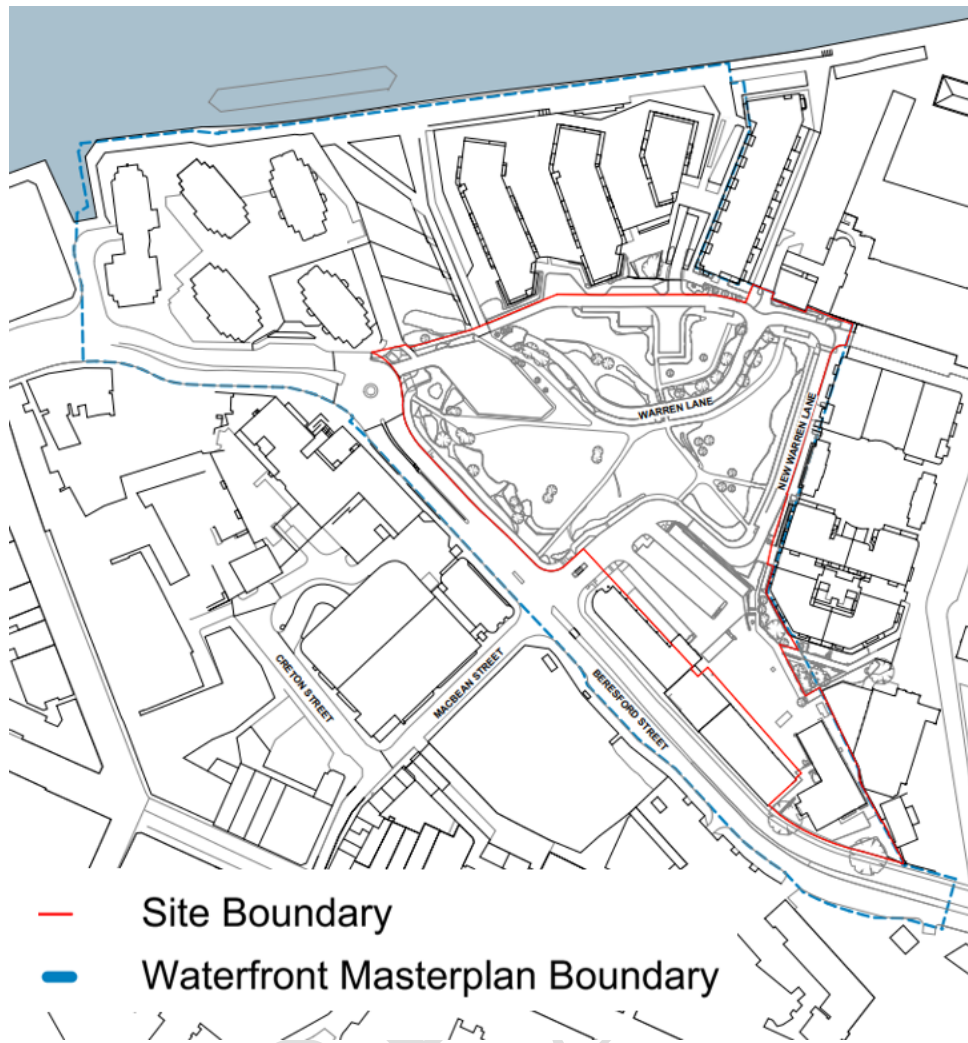 WARREN LANE
NEW WARREN LANE
CRETON STREET
MACBEAN STREET
BERESFORD STREET
Site Boundary
Waterfront Masterplan Boundary